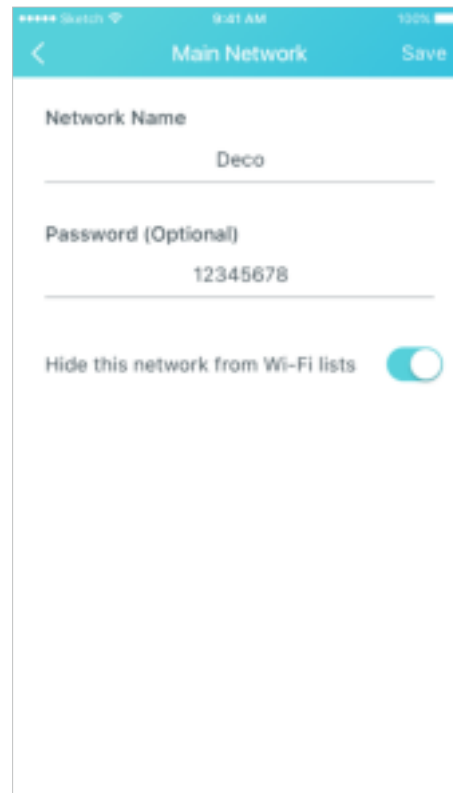 Sketch 9:41 AM 100%
Main Network Save
Network Name
Deco
Password (Optional)
12345678
Hide this network from Wi-Fi lists